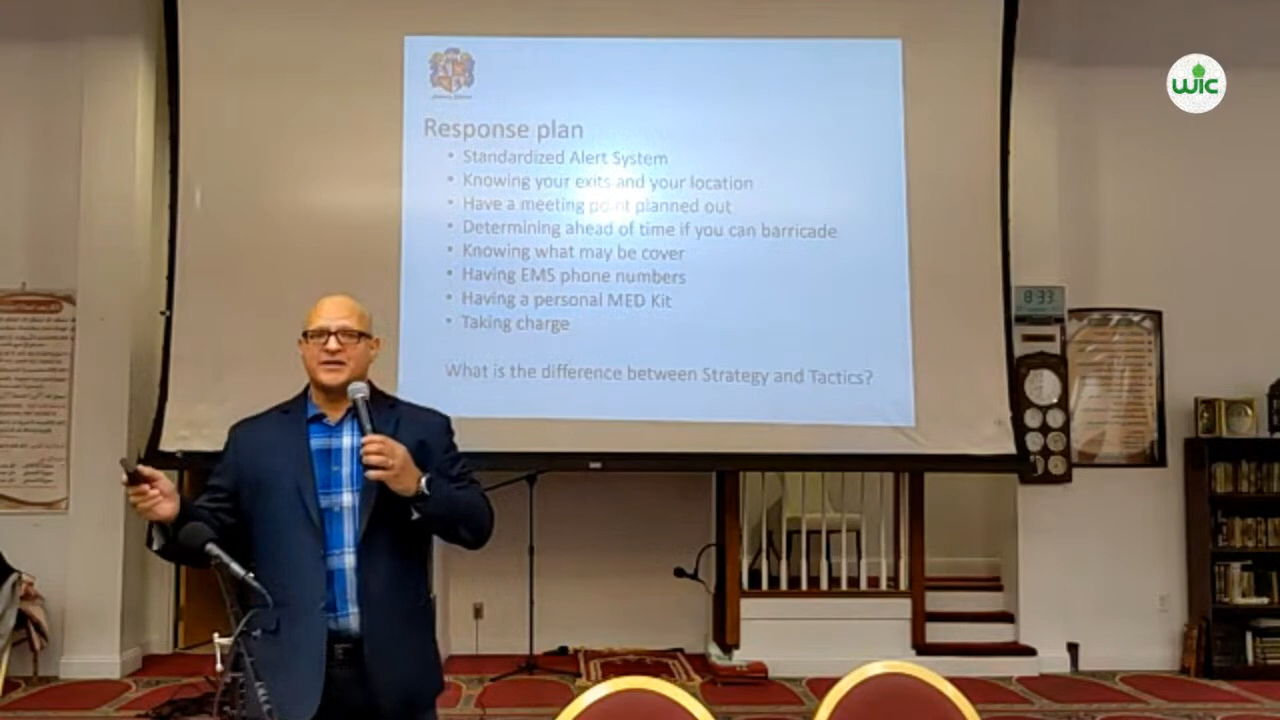 WIC
Response plan
• Standardized Alert System
• Knowing your exits and your location
• Have a meeting point planned out
• Determining ahead of time if you can barricade
• Knowing what may be cover
• Having EMS phone numbers
• Having a personal MED Kit
• Taking charge
What is the difference between Strategy and Tactics?
8:33